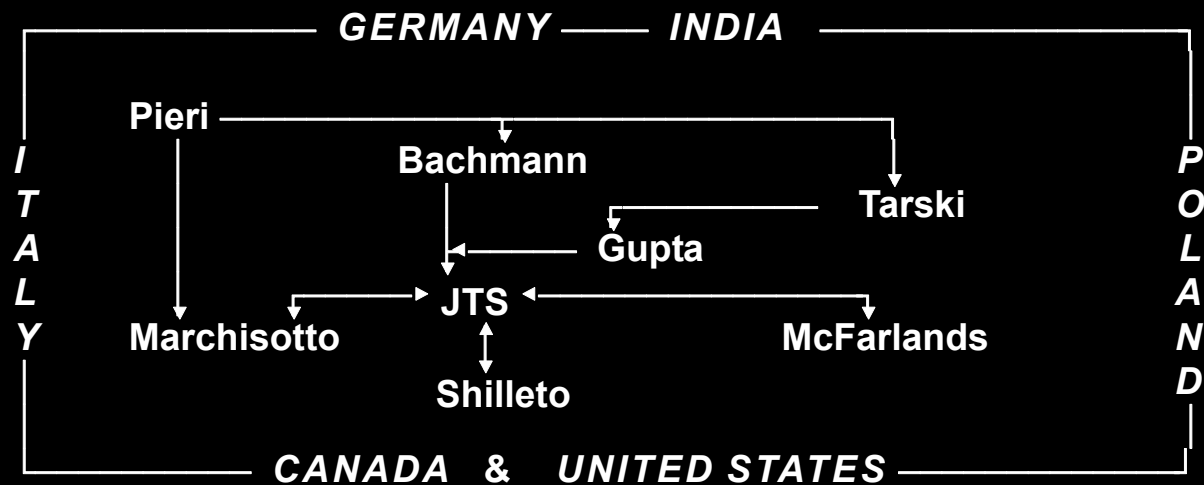 GERMANY INDIA
Pieri
Bachmann
Tarski
Gupta
JTS
Marchisotto McFarlands
Shilleto
ITALY
POLAND
CANADA & UNITED STATES